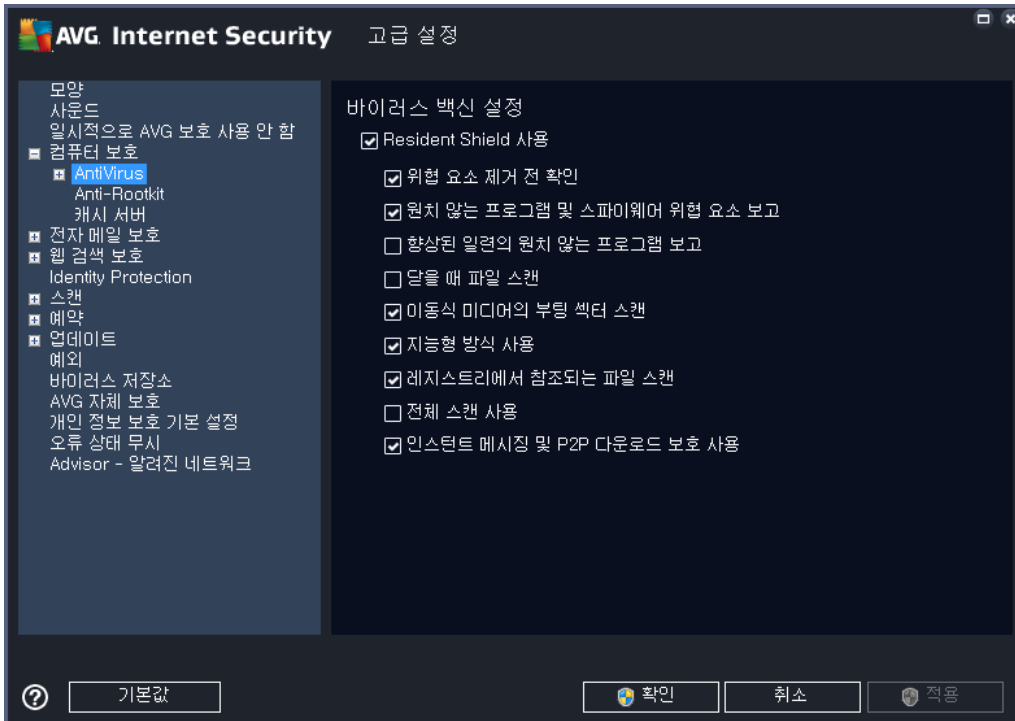 AVG. Internet Security 고급 설정
모양
사운드
일시적으로 AVG 보호 사용 안 함
컴퓨터 보호
AntiVirus
Anti-Rootkit
캐시 서버
전자 메일 보호
웹 검색 보호
Identity Protection
스캔
예약
업데이트
예외
바이러스 저장소
AVG 자체 보호
개인 정보 보호 기본 설정
오류 상태 무시
Advisor - 알려진 네트워크
바이러스 백신 설정
Resident Shield 사용
위협 요소 제거 전 확인
원치 않는 프로그램 및 스파이웨어 위협 요소 보고
향상된 일련의 원치 않는 프로그램 보고
닫을 때 파일 스캔
이동식 미디어의 부팅 섹터 스캔
지능형 방식 사용
레지스트리에서 참조되는 파일 스캔
전체 스캔 사용
인스턴트 메시징 및 P2P 다운로드 보호 사용
기본값
확인
취소
적용